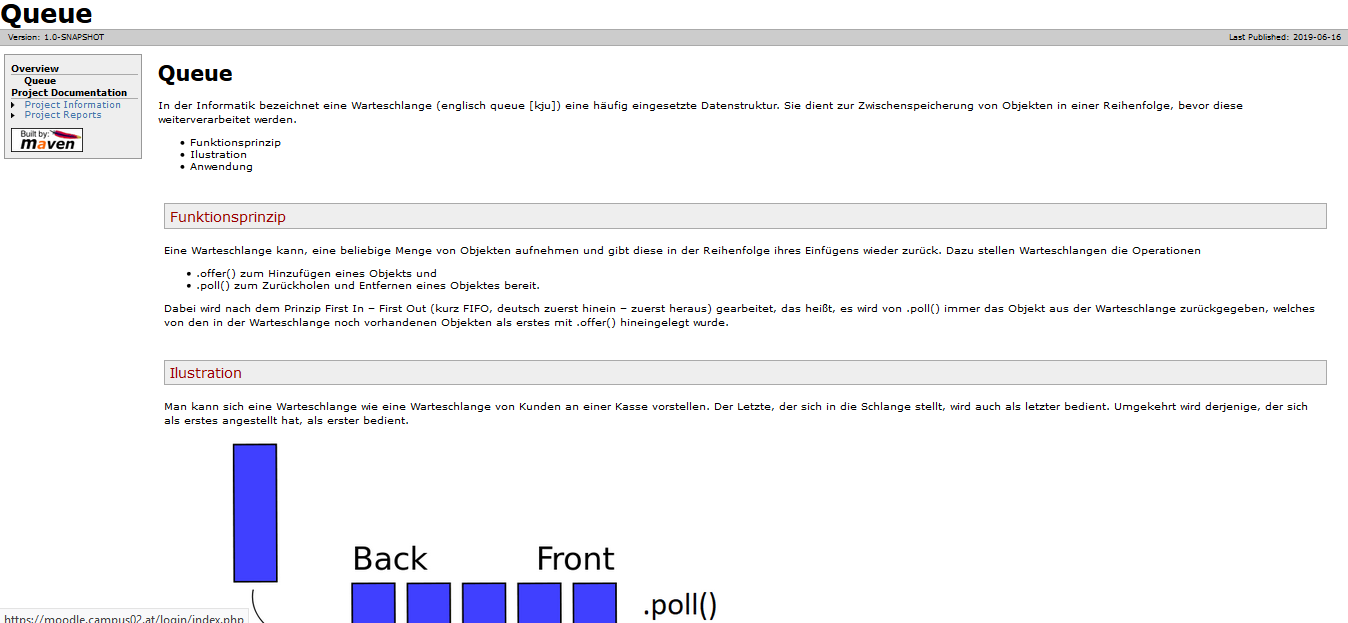 Queue
Version: 1.0-SNAPSHOT
Last Published: 2019-06-16
Overview
Queue
Project Documentation
Project Information
Project Reports
Built by:
maven
Queue
In der Informatik bezeichnet eine Warteschlange (englisch queue [kju]) eine häufig eingesetzte Datenstruktur. Sie dient zur Zwischenspeicherung von Objekten in einer Reihenfolge, bevor diese
weiterverarbeitet werden.
• Funktionsprinzip
• Ilustration
• Anwendung
Funktionsprinzip
Eine Warteschlange kann, eine beliebige Menge von Objekten aufnehmen und gibt diese in der Reihenfolge ihres Einfügens wieder zurück. Dazu stellen Warteschlangen die Operationen
• .offer() zum Hinzufügen eines Objekts und
• .poll() zum Zurückholen und Entfernen eines Objektes bereit.
Dabei wird nach dem Prinzip First In – First Out (kurz FIFO, deutsch zuerst hinein – zuerst heraus) gearbeitet, das heißt, es wird von .poll() immer das Objekt aus der Warteschlange zurückgegeben, welches
von den in der Warteschlange noch vorhandenen Objekten als erstes mit .offer() hineingelegt wurde.
Ilustration
Man kann sich eine Warteschlange wie eine Warteschlange von Kunden an einer Kasse vorstellen. Der Letzte, der sich in die Schlange stellt, wird auch als letzter bedient. Umgekehrt wird derjenige, der sich
als erstes angestellt hat, als erster bedient.
Back Front
.poll()
https://moodle.campus02.at/login/index.php